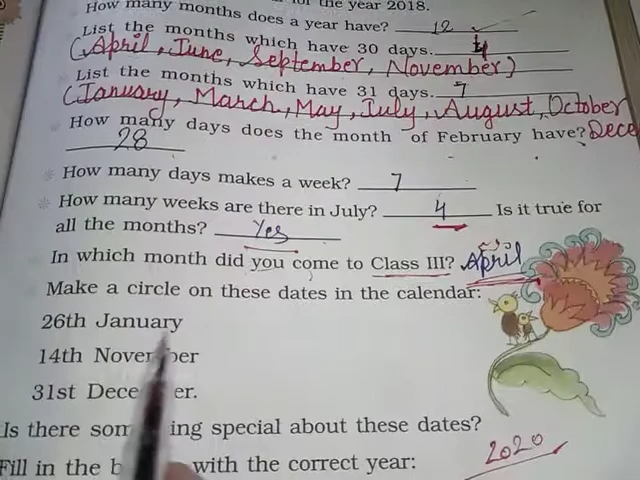 for the year 2018.
How many months does a year have? 12
List the months which have 30 days. 4
(April, June, September, November)
List the months which have 31 days. 7
(January, March, May, July, August, October
How many days does the month of February have? Dece
28
How many days makes a week? 7
How many weeks are there in July? 4 Is it true for
all the months? Yes
In which month did you come to Class III? April
Make a circle on these dates in the calendar:
26th January
14th November
31st Dece er.
Is there som ing special about these dates?
2020
Fill in the b with the correct year: